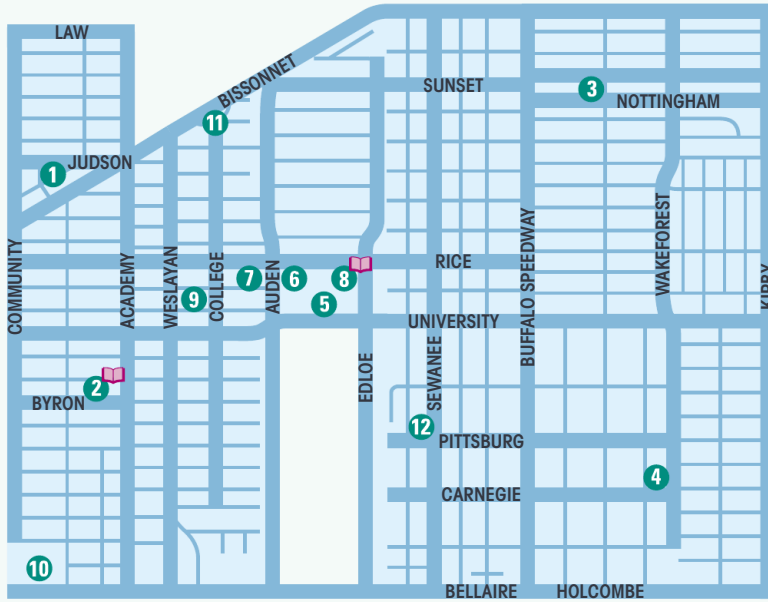 LAW
BISSONNET
SUNSET
3
NOTTINGHAM
11
JUDSON
1
COMMUNITY
ACADEMY
WESLAYAN
COLLEGE
AUDEN
RICE
BUFFALO SPEEDWAY
WAKEFOREST
KIRBY
7
6
8
9
5
UNIVERSITY
EDLOE
SEWANEE
2
BYRON
12
PITTSBURG
4
CARNEGIE
10
BELLAIRE
HOLCOMBE